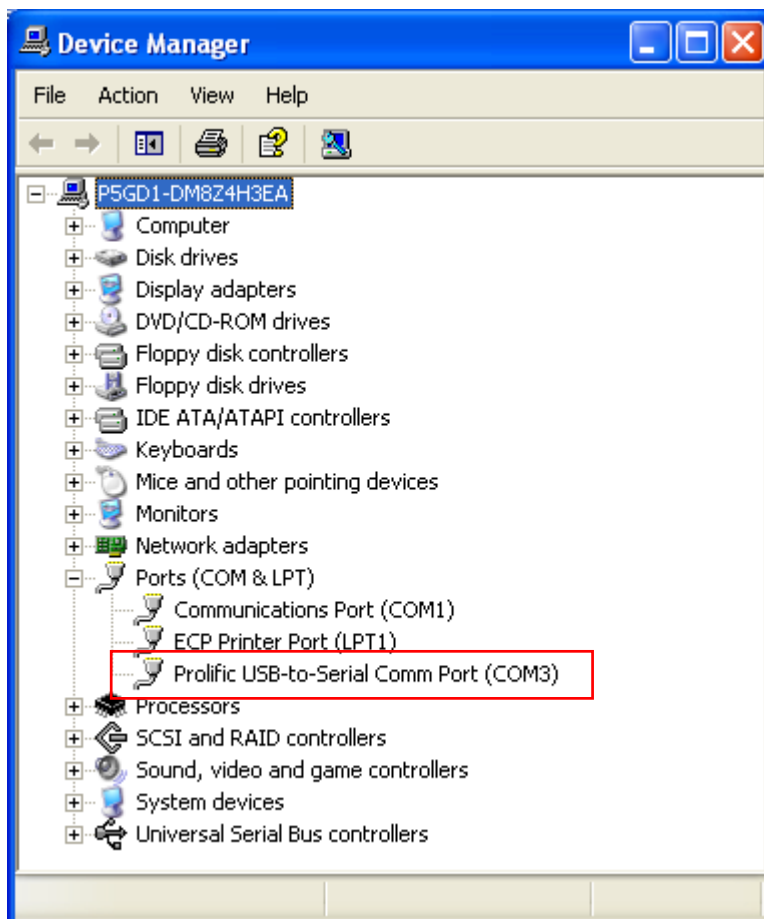 Device Manager
File Action View Help
P5GD1-DM8Z4H3EA
Computer
Disk drives
Display adapters
DVD/CD-ROM drives
Floppy disk controllers
Floppy disk drives
IDE ATA/ATAPI controllers
Keyboards
Mice and other pointing devices
Monitors
Network adapters
Ports (COM & LPT)
Communications Port (COM1)
ECP Printer Port (LPT1)
Prolific USB-to-Serial Comm Port (COM3)
Processors
SCSI and RAID controllers
Sound, video and game controllers
System devices
Universal Serial Bus controllers